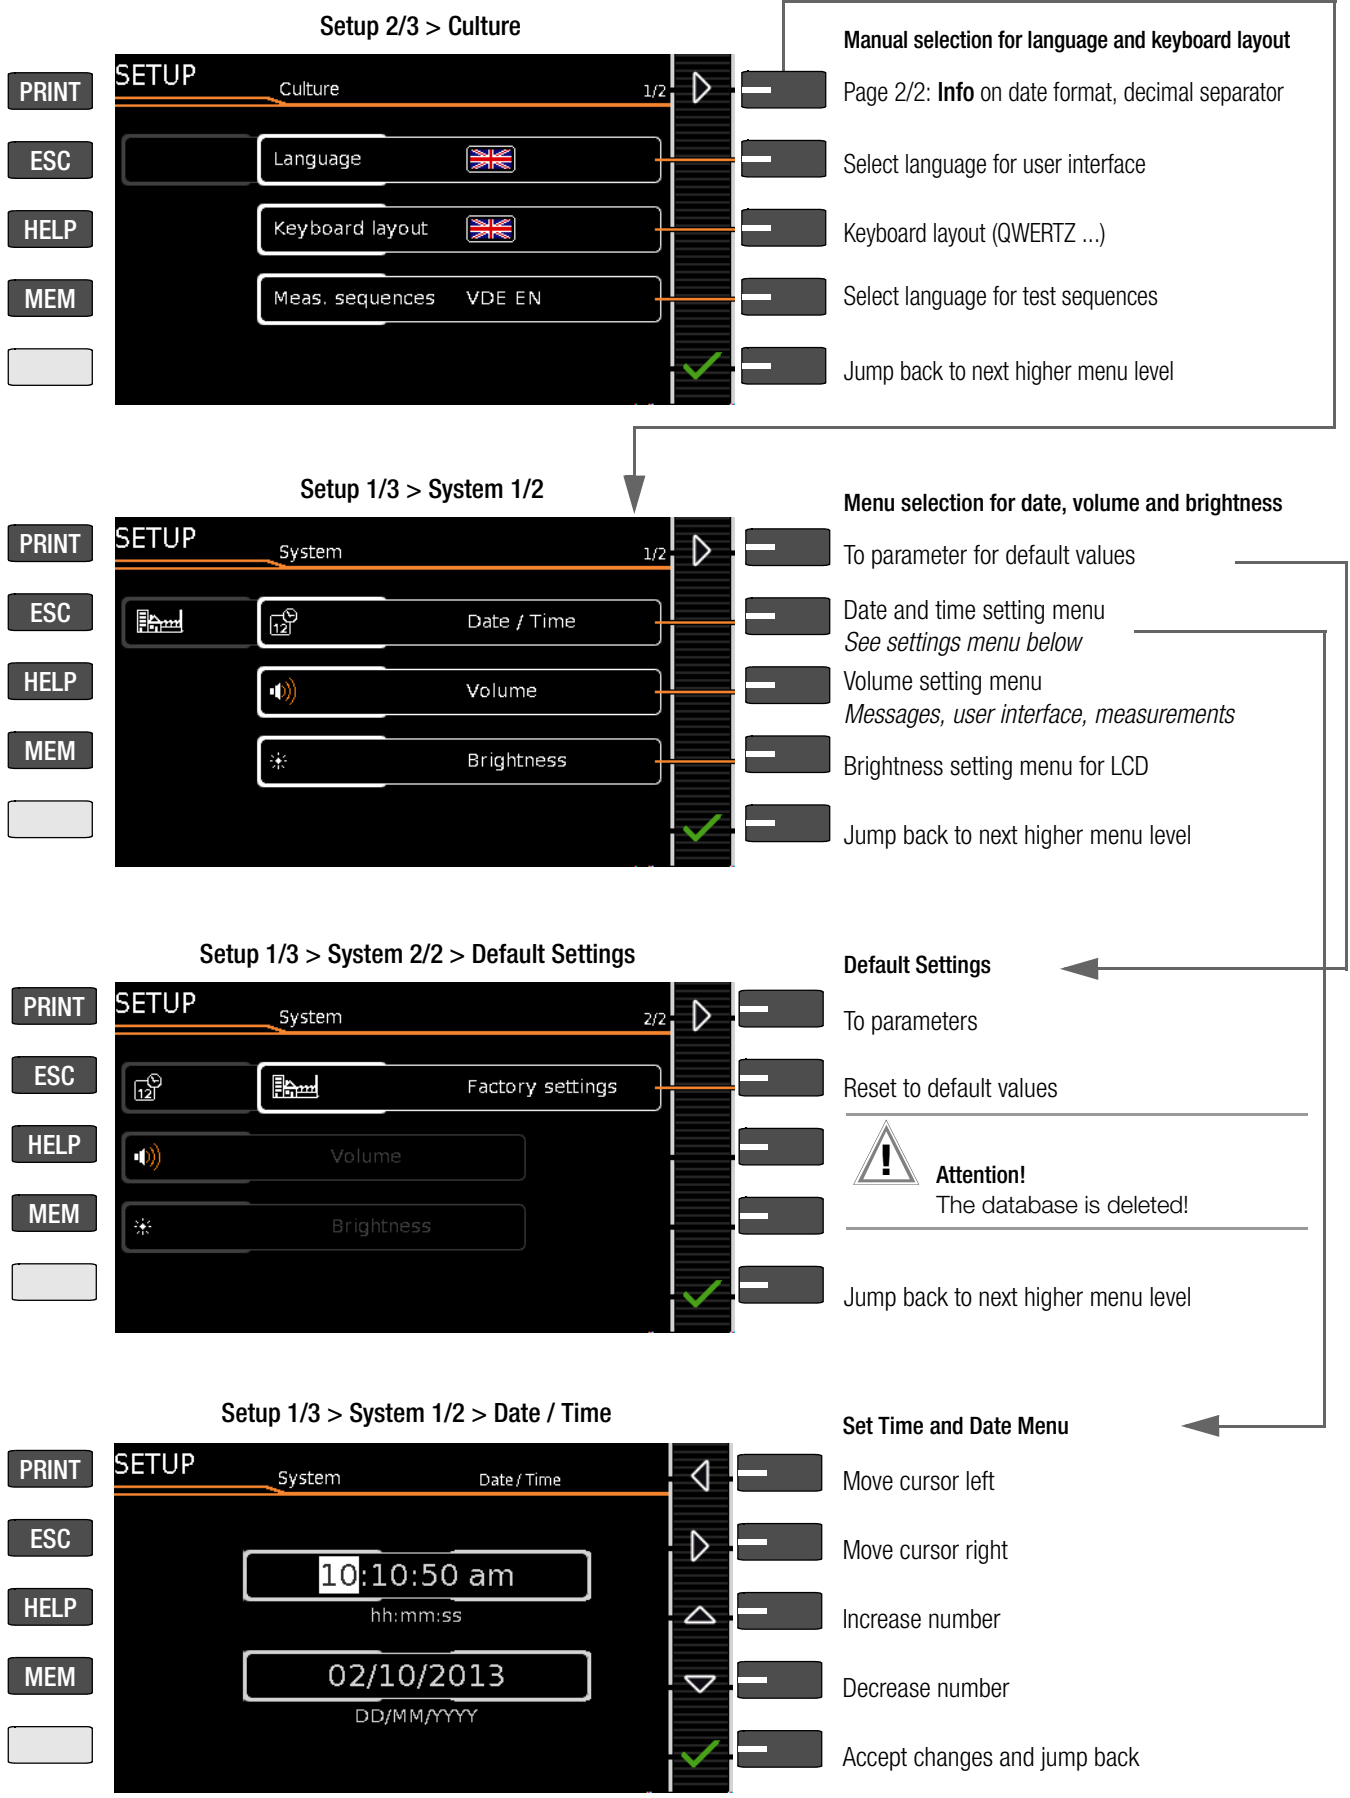 Setup 2/3 > Culture
Manual selection for language and keyboard layout
SETUP
Culture
1/2
PRINT
Page 2/2: Info on date format, decimal separator
ESC
Language
Select language for user interface
HELP
Keyboard layout
Keyboard layout (QWERTZ ...)
MEM
Meas. sequences VDE EN
Select language for test sequences
Jump back to next higher menu level
Setup 1/3 > System 1/2
Menu selection for date, volume and brightness
SETUP
System
1/2
PRINT
To parameter for default values
ESC
12
Date / Time
Date and time setting menu
See settings menu below
HELP
Volume
Volume setting menu
Messages, user interface, measurements
MEM
Brightness
Brightness setting menu for LCD
Jump back to next higher menu level
Setup 1/3 > System 2/2 > Default Settings
Default Settings
SETUP
System
2/2
PRINT
To parameters
ESC
12
Factory settings
Reset to default values
HELP
Volume
!
Attention!
The database is deleted!
MEM
Brightness
Jump back to next higher menu level
Setup 1/3 > System 1/2 > Date / Time
Set Time and Date Menu
SETUP
System
Date/Time
PRINT
Move cursor left
ESC
Move cursor right
10:10:50 am
HELP
hh:mm:ss
Increase number
MEM
02/10/2013
Decrease number
DD/MM/YYYY
Accept changes and jump back